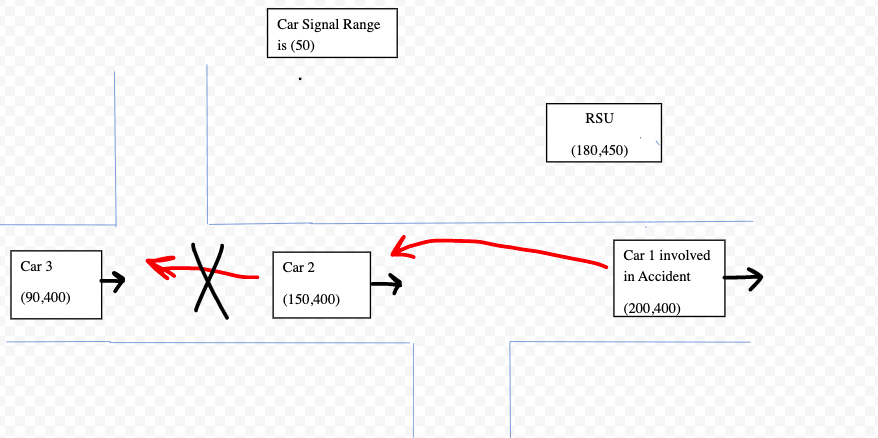 Car Signal Range
is (50)
RSU
(180,450)
Car 3
(90,400)
Car 2
(150,400)
Car 1 involved
in Accident
(200,400)